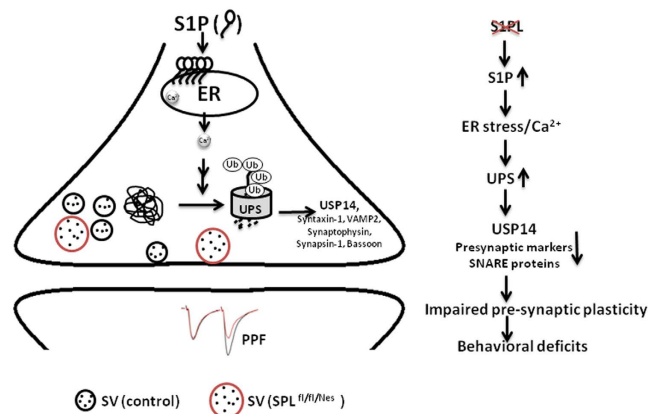 S1P(
)
ER
Ca²⁺
Ca²⁺
Ub
Ub
Ub
Ub
UPS
USP14,
Syntaxin-1, VAMP2,
Synaptophysin,
Synapsin-1, Bassoon
PPF
SV (control)
SV (SPL fl/fl/Nes )
S1PL
S1P
ER stress/Ca²⁺
UPS
USP14
Presynaptic markers
SNARE proteins
Impaired pre-synaptic plasticity
Behavioral deficits